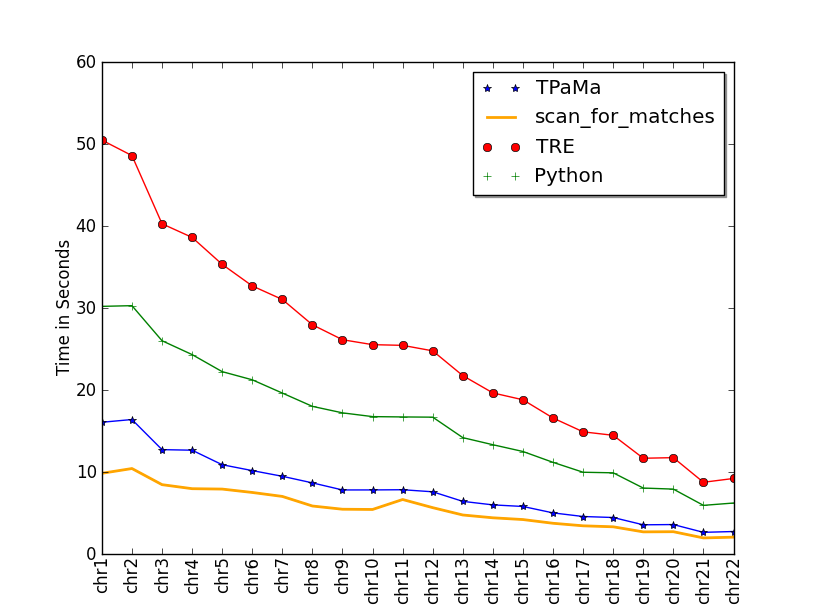 60
50
40
30
20
10
0
Time in Seconds
TPaMa
scan_for_matches
TRE
Python
chr1
chr2
chr3
chr4
chr5
chr6
chr7
chr8
chr9
chr10
chr11
chr12
chr13
chr14
chr15
chr16
chr17
chr18
chr19
chr20
chr21
chr22